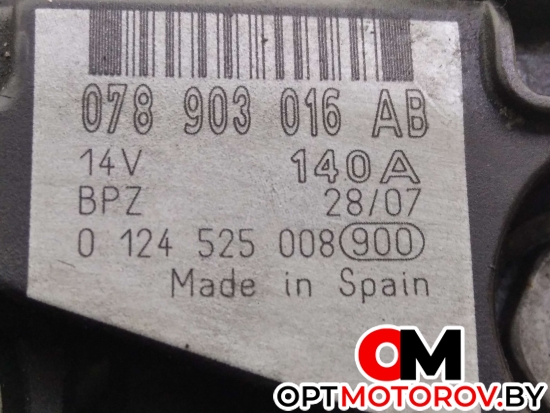 078 903 016 AB
14V 140A
BPZ 28/07
0 124 525 008 900
Made in Spain
OM
OPTMOTOROV.BY